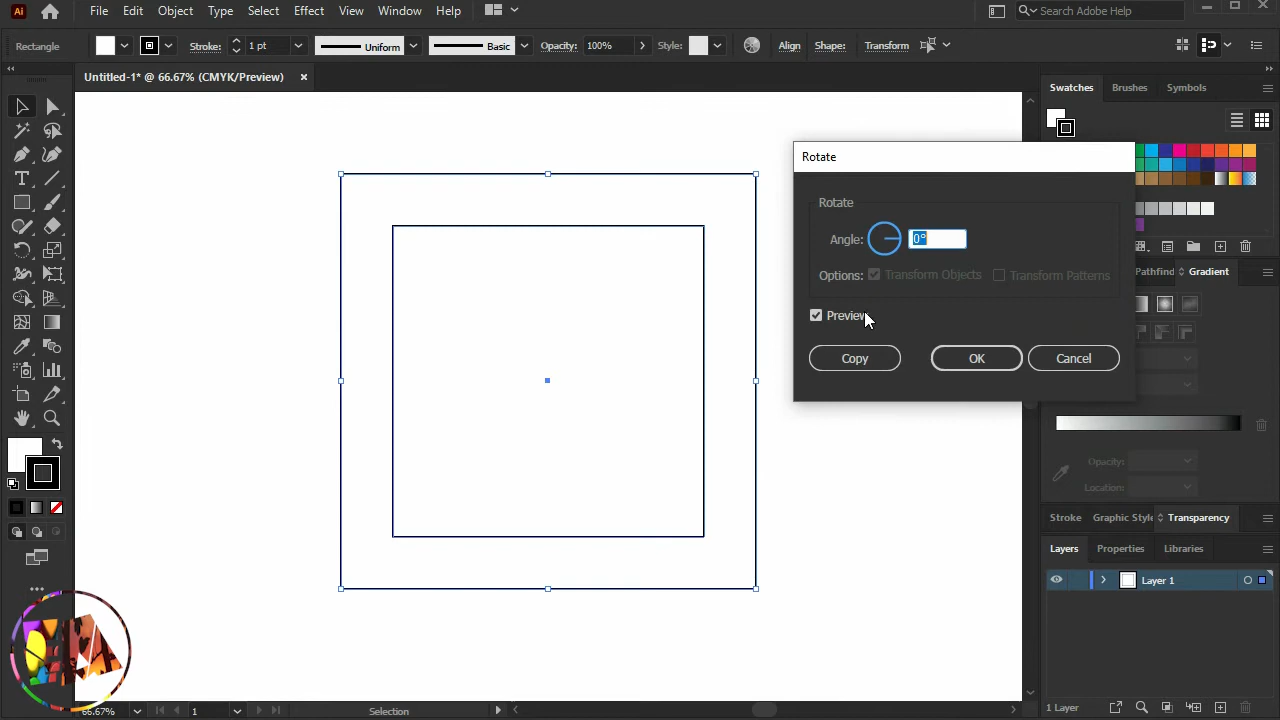 Ai File Edit Object Type Select Effect View Window Help Search Adobe Help
Rectangle Stroke: 1 pt Uniform Basic Opacity: 100% Style: Align Shape: Transform
Untitled-1* @ 66.67% (CMYK/Preview)
Swatches Brushes Symbols
Rotate
Rotate
Angle: 0°
Options: Transform Objects Transform Patterns
Preview
Copy OK Cancel
Pathfind Gradient
Opacity:
Location:
Stroke Graphic Style Transparency
Layers Properties Libraries
Layer 1
66.67% 1 Selection
1 Layer